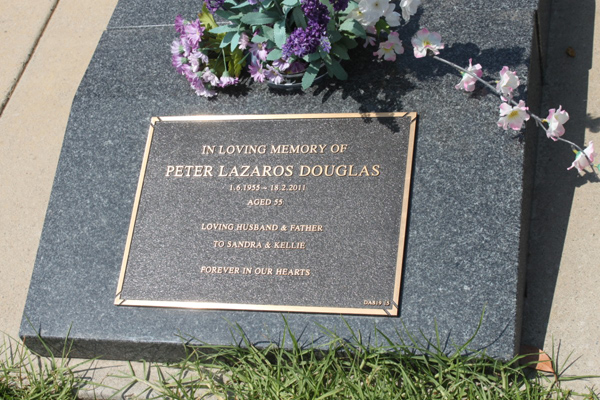 IN LOVING MEMORY OF
PETER LAZAROS DOUGLAS
1.6.1955 - 18.2.2011
AGED 55
LOVING HUSBAND & FATHER
TO SANDRA & KELLIE
FOREVER IN OUR HEARTS